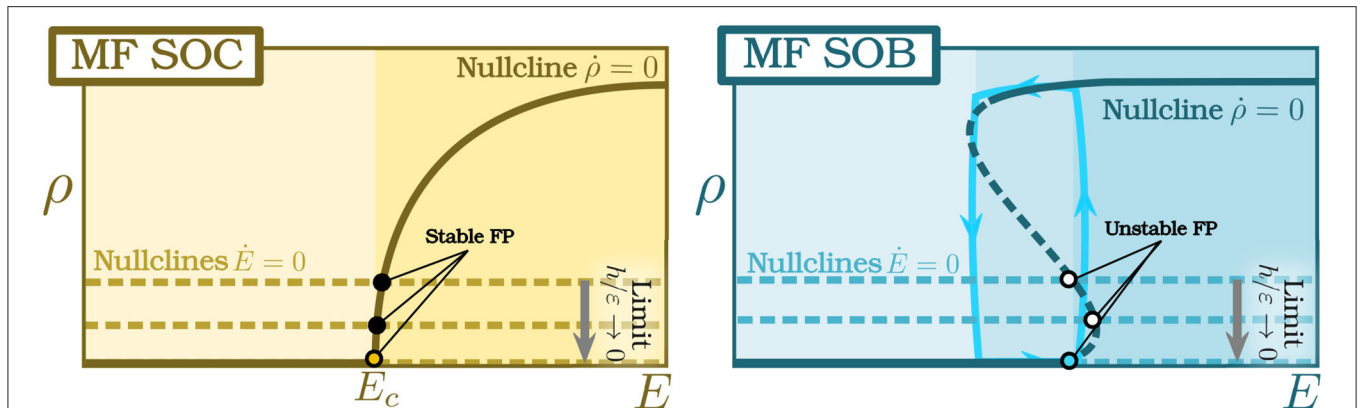 MF SOC
Nullcline ρ̇ = 0
ρ
Stable FP
Nullclines Ė = 0
Limit
h/ε → 0
E_c
E
MF SOB
Nullcline ρ̇ = 0
ρ
Unstable FP
Nullclines Ė = 0
Limit
h/ε → 0
E